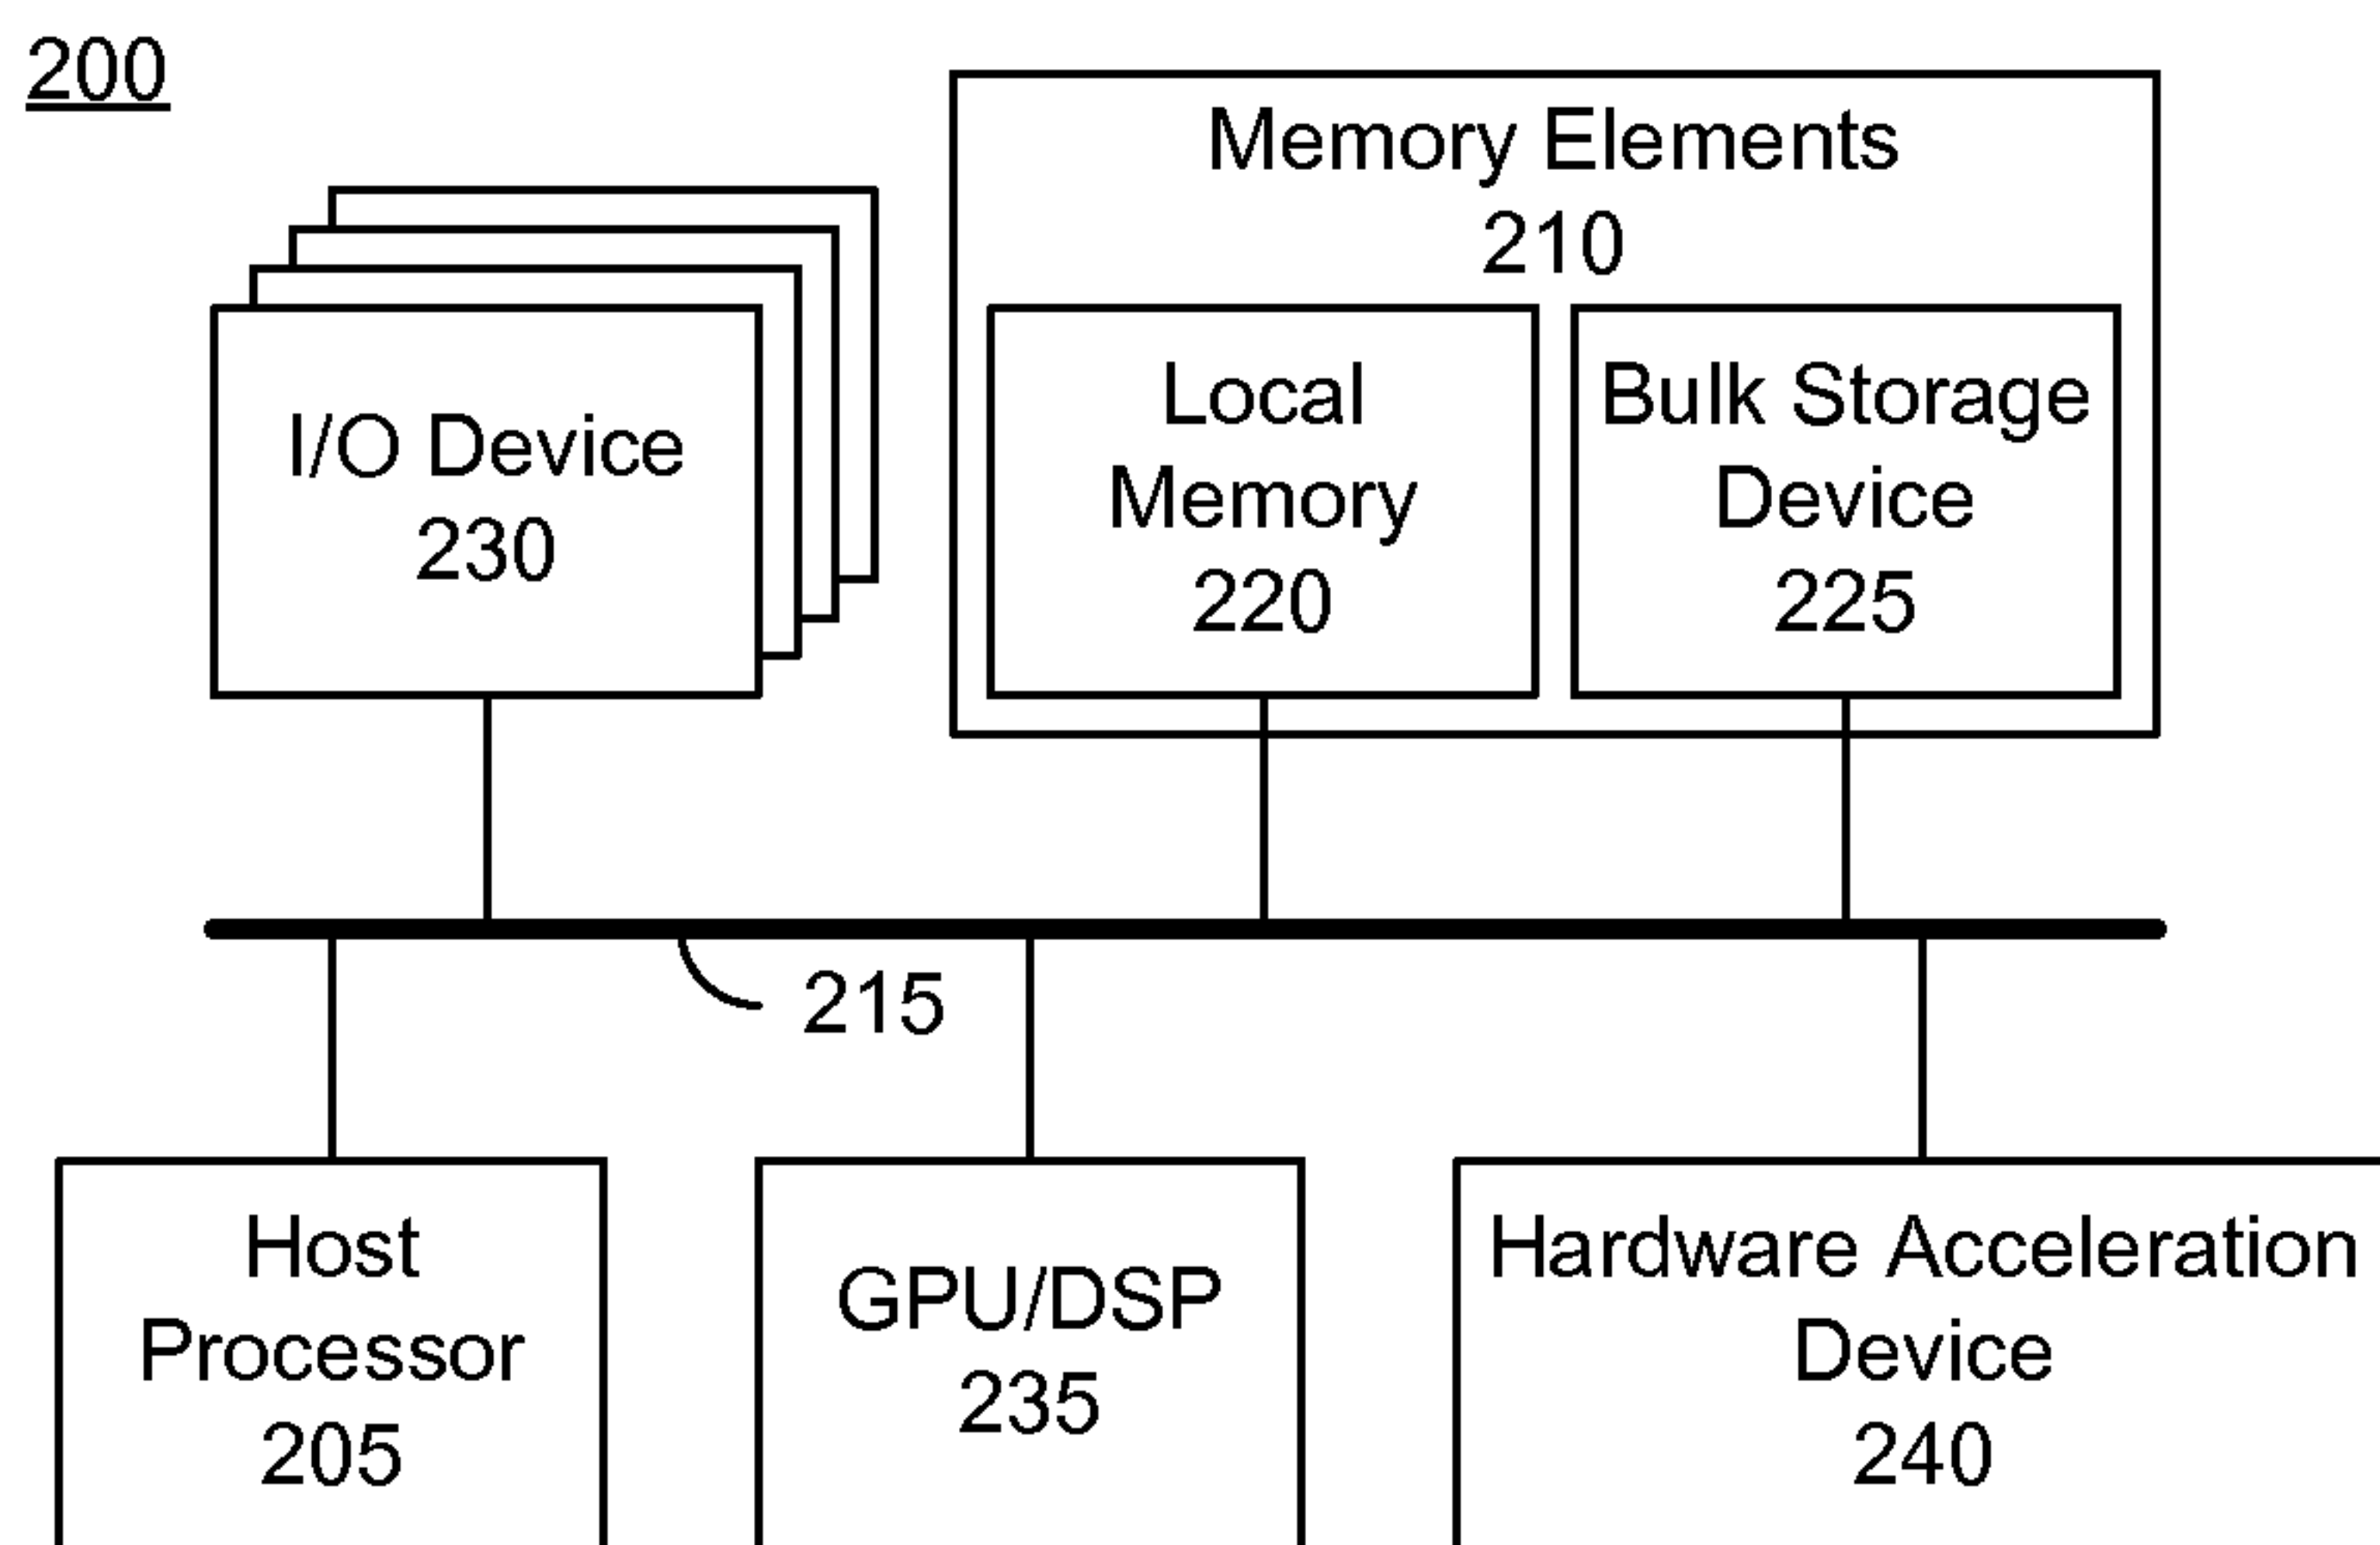 200
Memory Elements
210
I/O Device
230
Local
Memory
220
Bulk Storage
Device
225
215
Host
Processor
205
GPU/DSP
235
Hardware Acceleration
Device
240